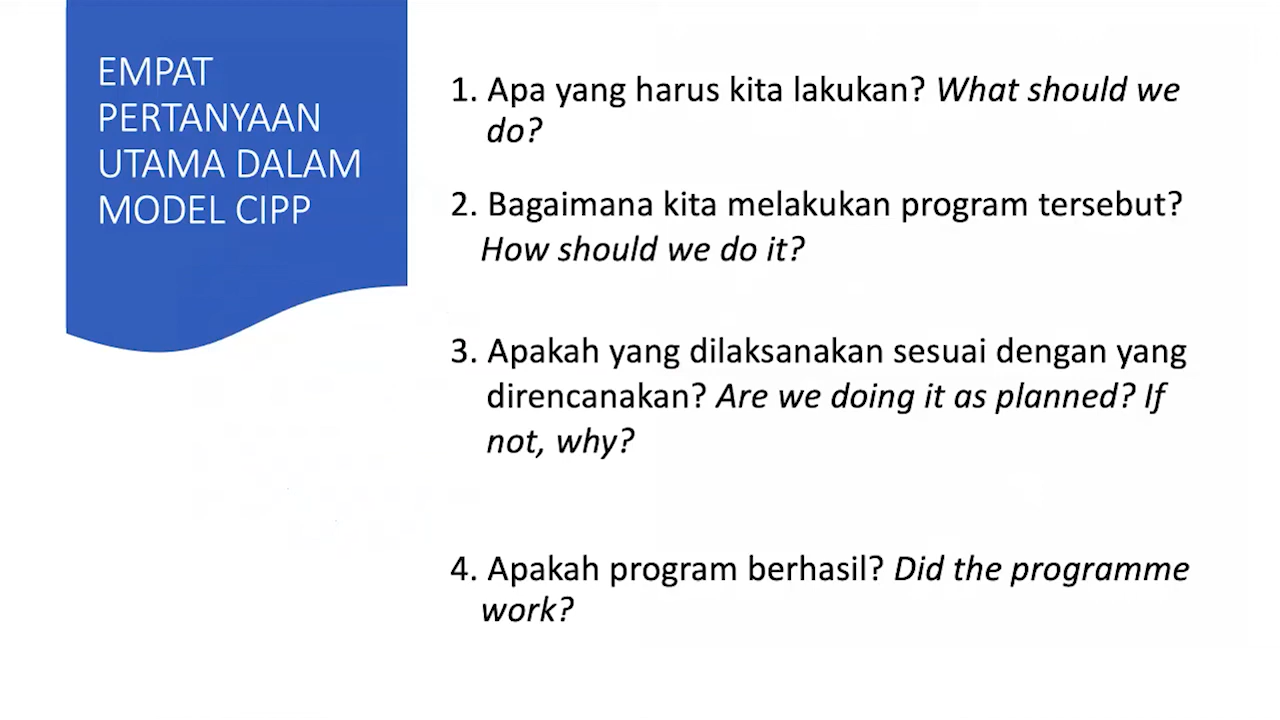 EMPAT
PERTANYAAN
UTAMA DALAM
MODEL CIPP
1. Apa yang harus kita lakukan? What should we
do?
2. Bagaimana kita melakukan program tersebut?
How should we do it?
3. Apakah yang dilaksanakan sesuai dengan yang
direncanakan? Are we doing it as planned? If
not, why?
4. Apakah program berhasil? Did the programme
work?